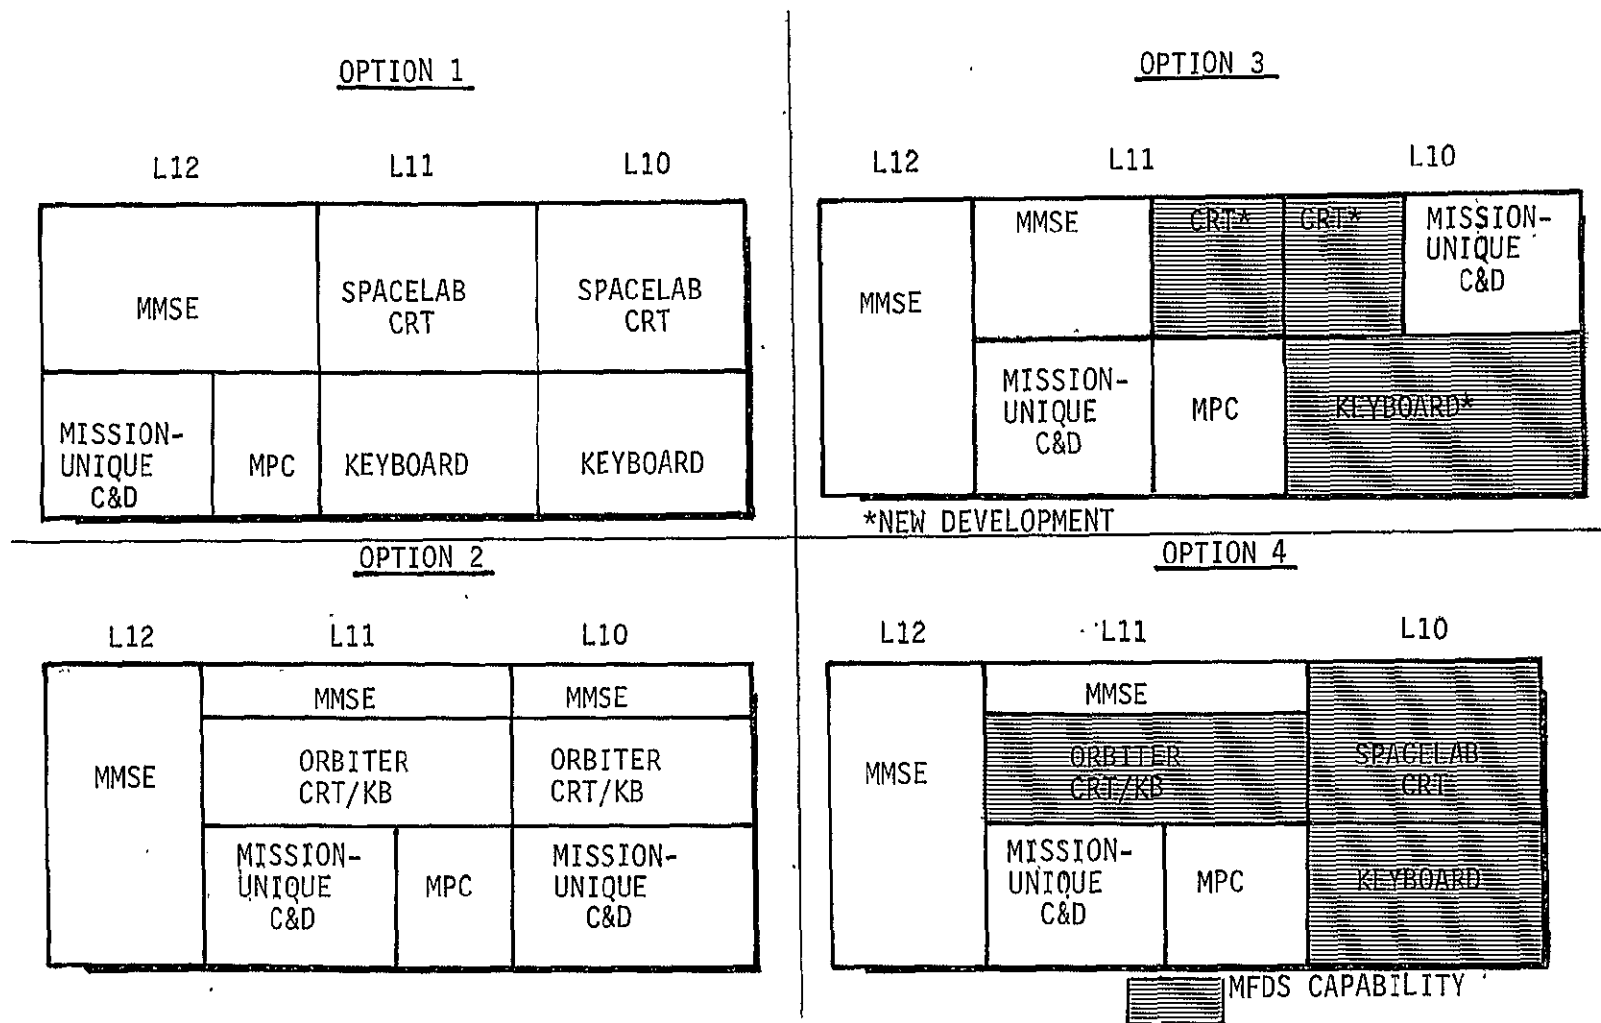 OPTION 1
L12
L11
L10
MMSE
SPACELAB
CRT
SPACELAB
CRT
MISSION-
UNIQUE
C&D
MPC
KEYBOARD
KEYBOARD
OPTION 3
L12
L11
L10
MMSE
MMSE
CRT*
CRT*
MISSION-
UNIQUE
C&D
MISSION-
UNIQUE
C&D
MPC
KEYBOARD*
*NEW DEVELOPMENT
OPTION 2
L12
L11
L10
MMSE
MMSE
MMSE
ORBITER
CRT/KB
ORBITER
CRT/KB
MISSION-
UNIQUE
C&D
MPC
MISSION-
UNIQUE
C&D
OPTION 4
L12
L11
L10
MMSE
MMSE
ORBITER
CRT/KB
SPACELAB
CRT
MISSION-
UNIQUE
C&D
MPC
KEYBOARD
MFDS CAPABILITY